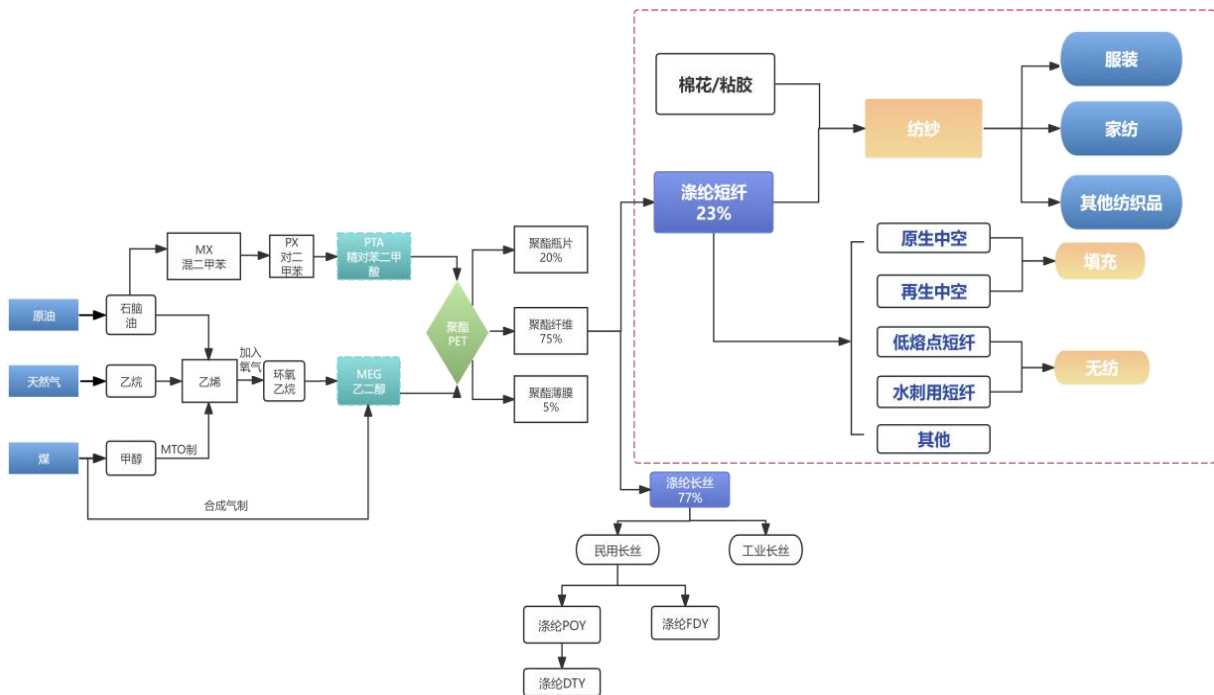 棉花/粘胶
涤纶短纤
23%
纺纱
服装
家纺
其他纺织品
原生中空
再生中空
填充
低熔点短纤
水刺用短纤
无纺
其他
MX
混二甲苯
PX
对二
甲苯
PTA
精对苯二甲
酸
原油
石脑
油
天然气
乙烷
乙烯
加入
氧气
环氧
乙烷
MEG
乙二醇
煤
甲醇
MTO制
合成气制
聚酯
PET
聚酯瓶片
20%
聚酯纤维
75%
聚酯薄膜
5%
涤纶长丝
77%
民用长丝
工业长丝
涤纶POY
涤纶FDY
涤纶DTY